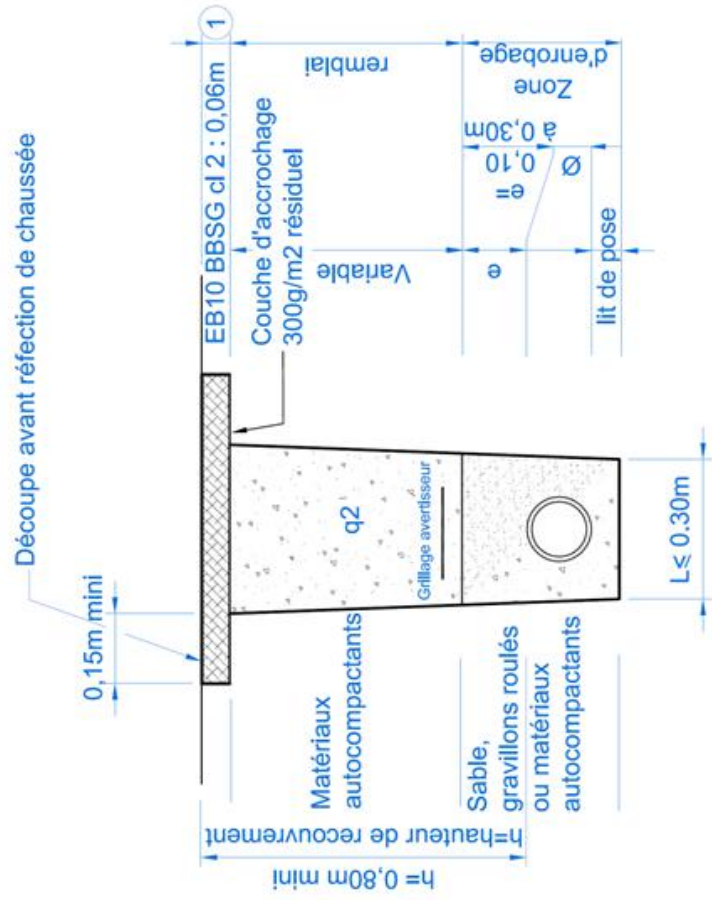 Découpe avant réfection de chaussée
0,15m mini
EB10 BBSG cl 2 : 0,06m
1
Couche d'accrochage
300g/m2 résiduel
h= 0,80m mini
h=hauteur de recouvrement
Matériaux
autocompactants
q2
Grillage avertisseur
Variable
remblai
Sable,
gravillons roulés
ou matériaux
autocompactants
e
e=
0,10
à 0,30m
Ø
Zone
d'enrobage
lit de pose
L≤ 0.30m